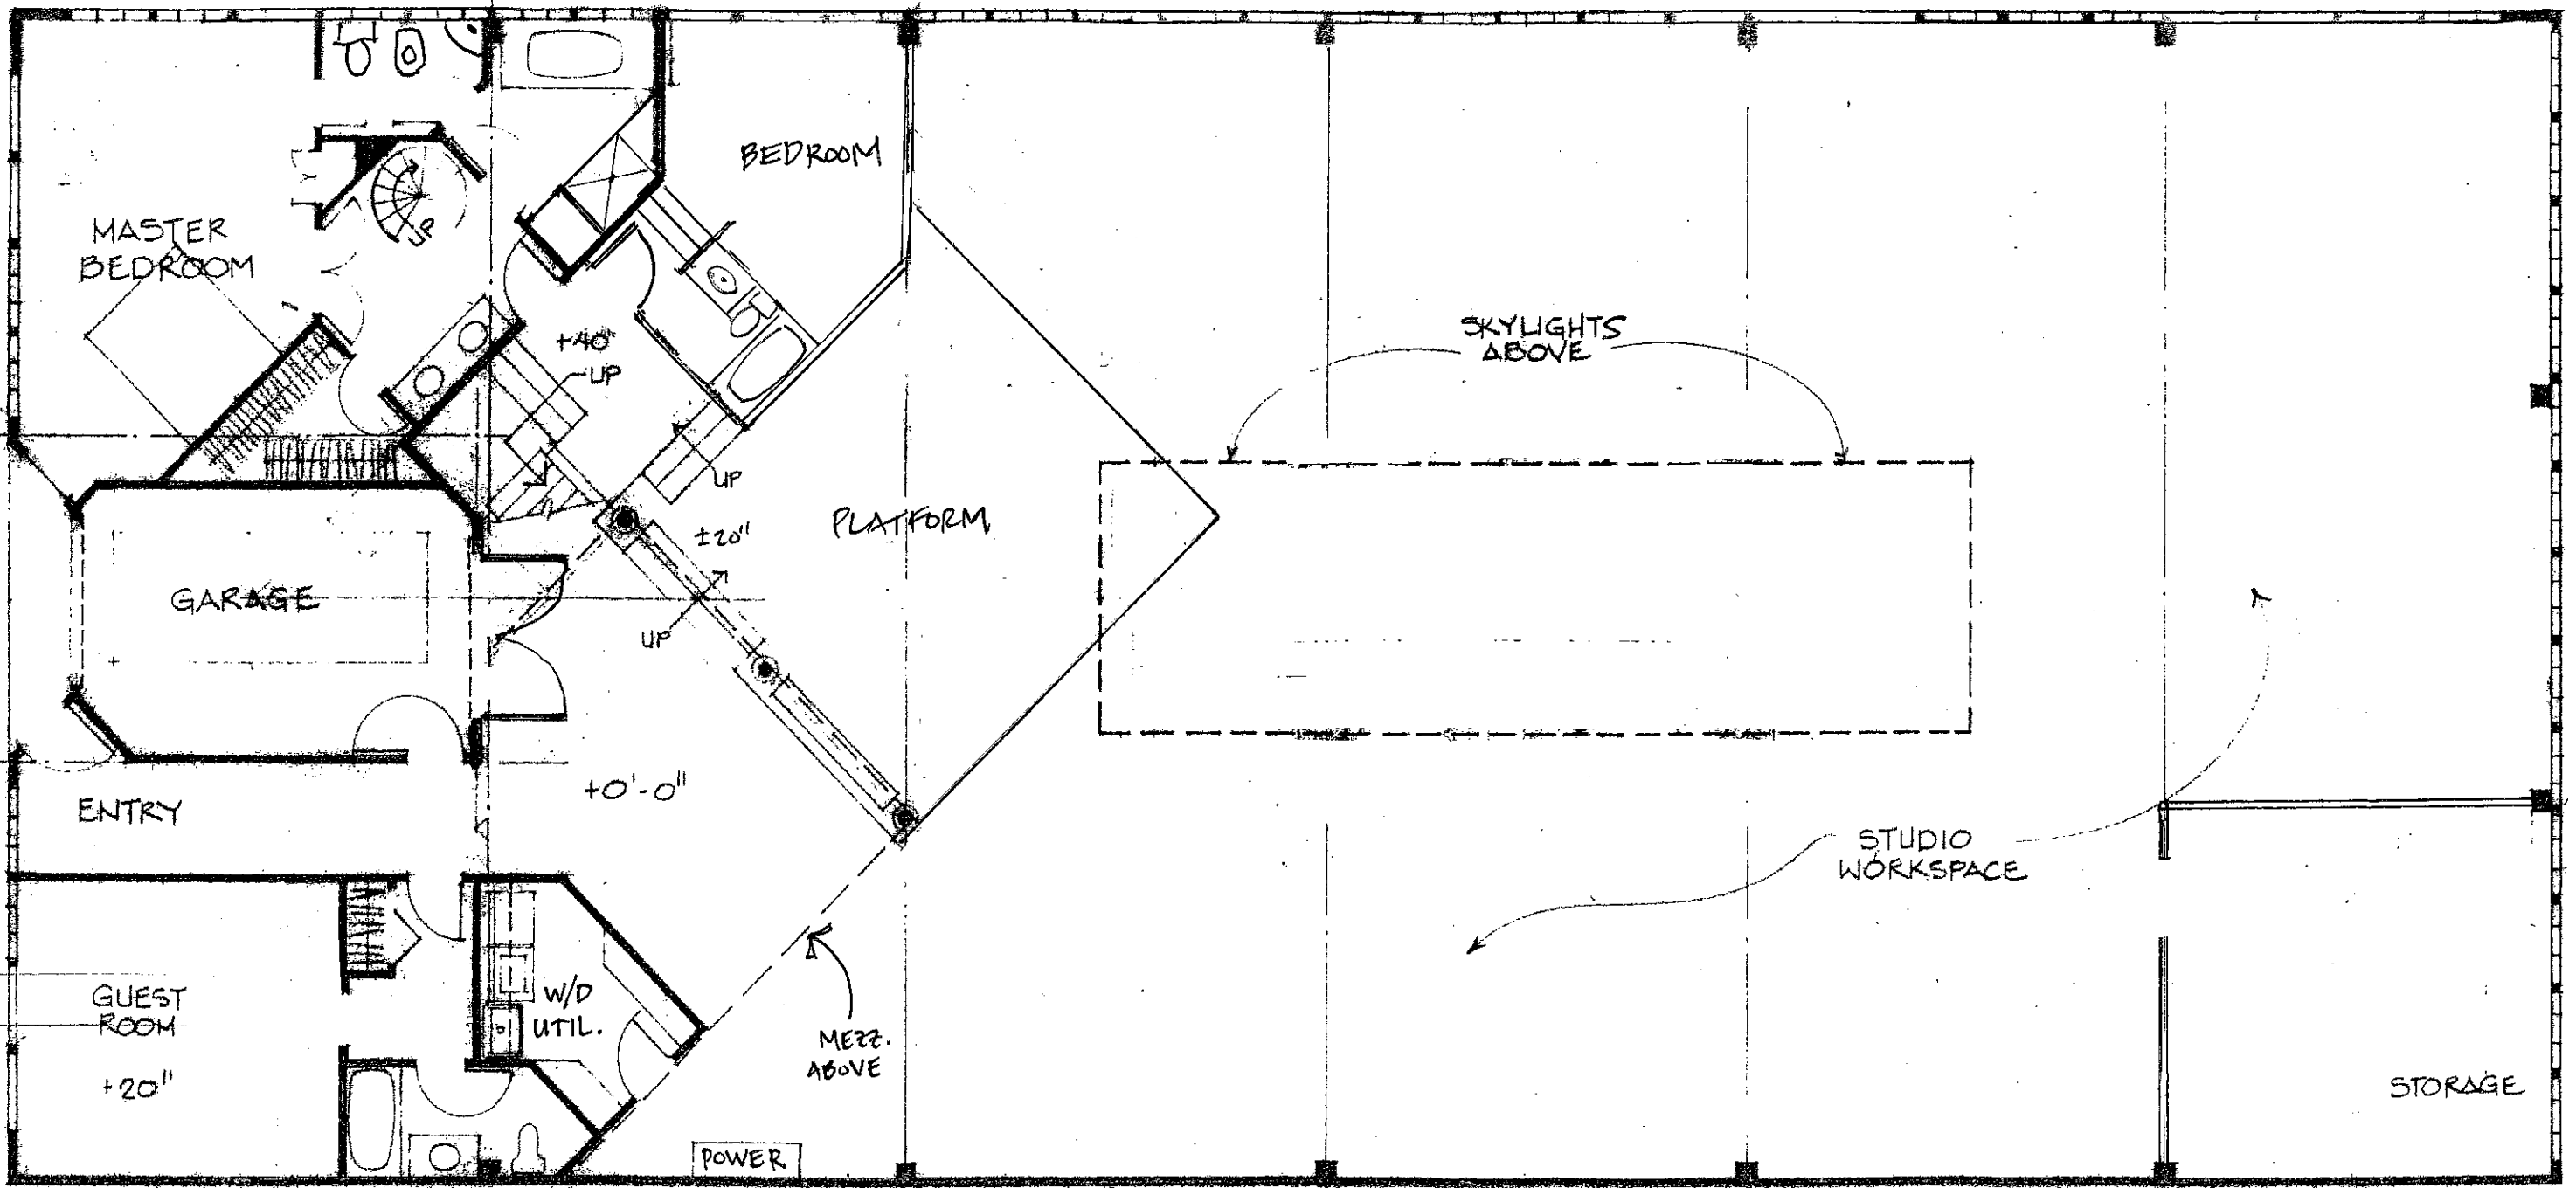 MASTER
BEDROOM
UP
BEDROOM
+40"
UP
UP
SKYLIGHTS
ABOVE
PLATFORM
±20"
GARAGE
UP
ENTRY
+0'-0"
STUDIO
WORKSPACE
GUEST
ROOM
+20"
W/D
UTIL.
MEZZ.
ABOVE
STORAGE
POWER